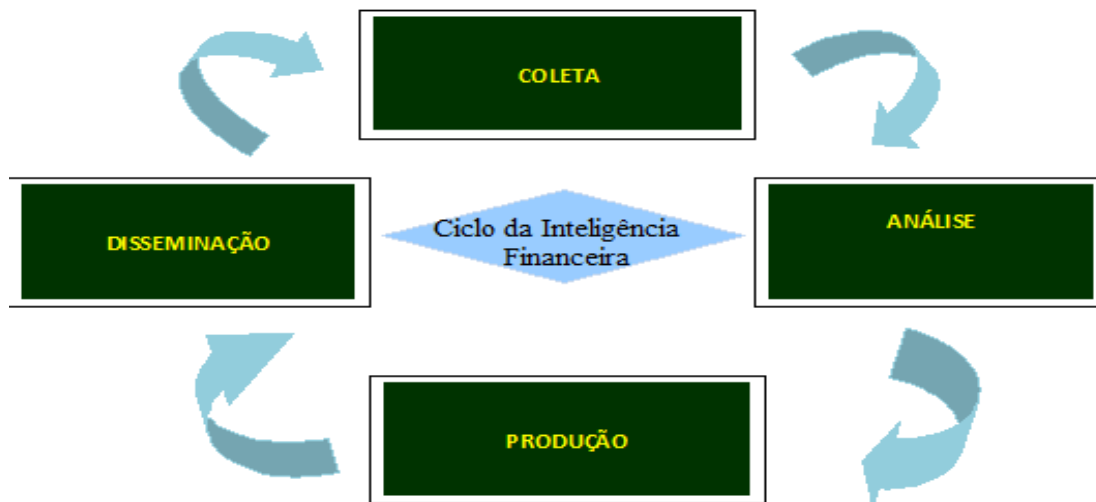 COLETA
DISSEMINAÇÃO
Ciclo da Inteligência
Financeira
ANÁLISE
PRODUÇÃO